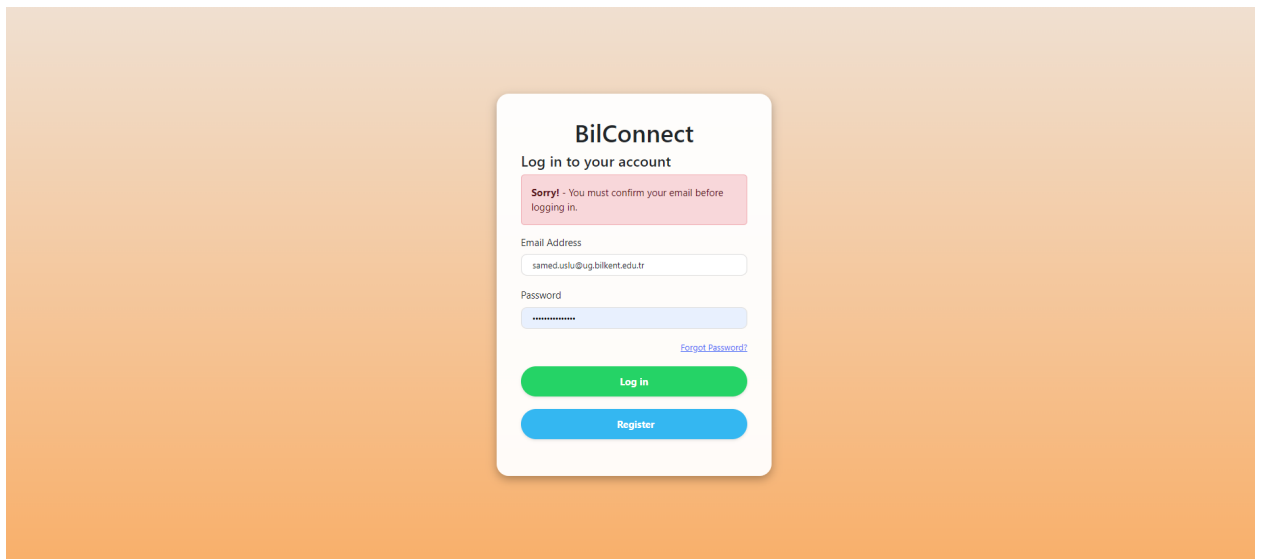 BilConnect
Log in to your account
Sorry! - You must confirm your email before
logging in.
Email Address
samed.uslu@ug.bilkent.edu.tr
Password
•••••••••••••••
Forgot Password?
Log in
Register